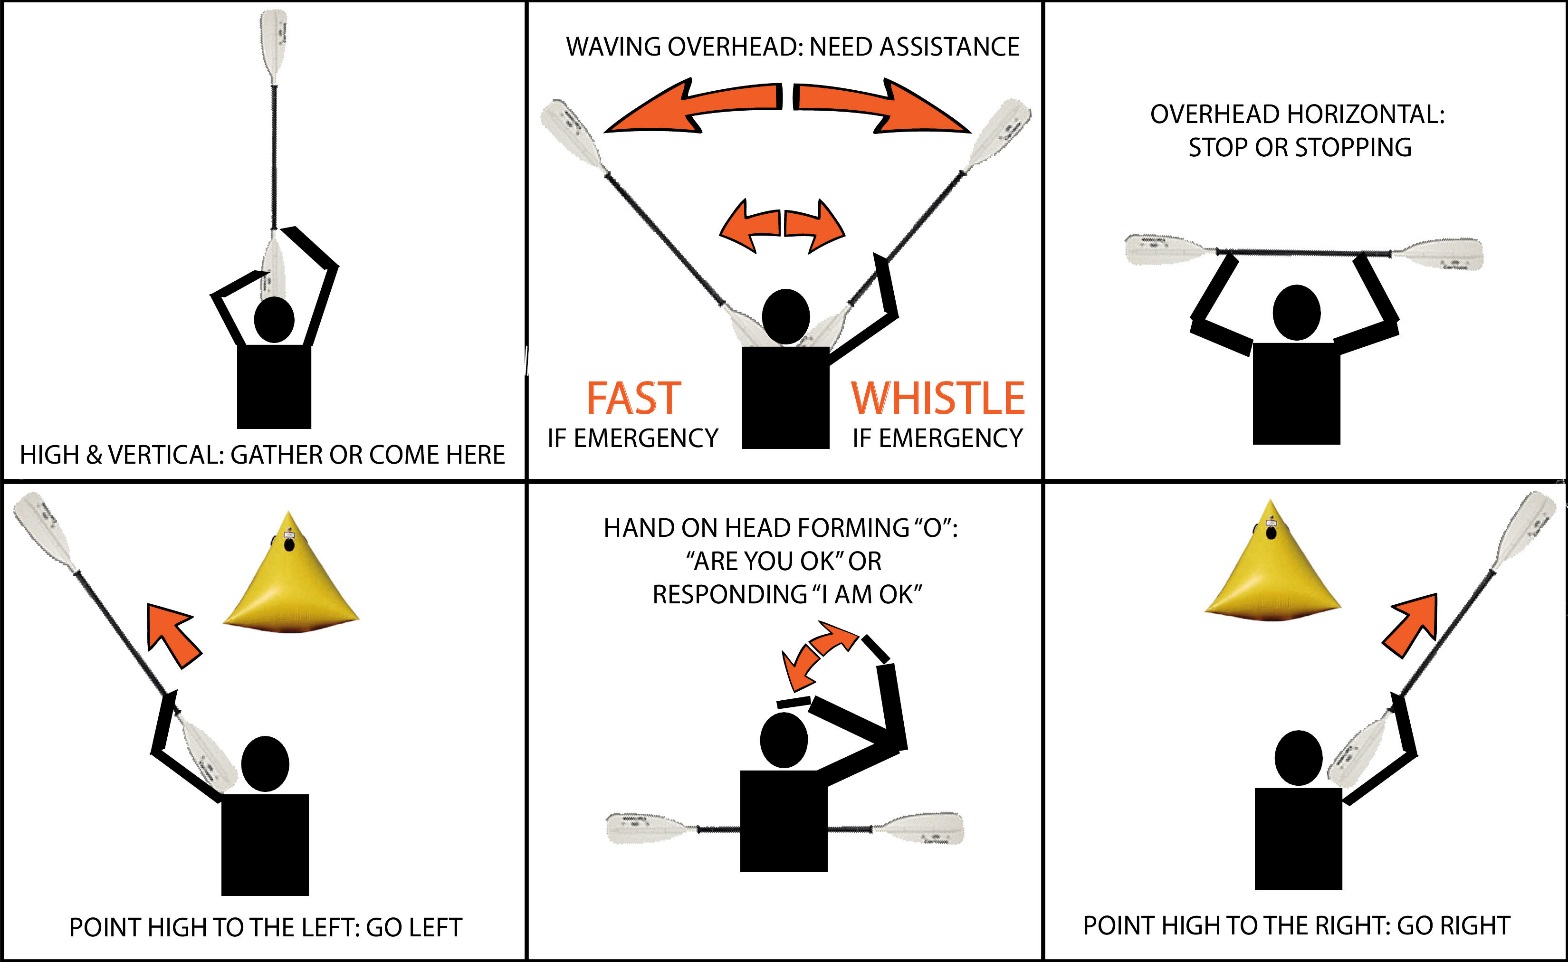 HIGH & VERTICAL: GATHER OR COME HERE
WAVING OVERHEAD: NEED ASSISTANCE
FAST
IF EMERGENCY
WHISTLE
IF EMERGENCY
OVERHEAD HORIZONTAL:
STOP OR STOPPING
POINT HIGH TO THE LEFT: GO LEFT
HAND ON HEAD FORMING “O”:
“ARE YOU OK” OR
RESPONDING “I AM OK”
POINT HIGH TO THE RIGHT: GO RIGHT